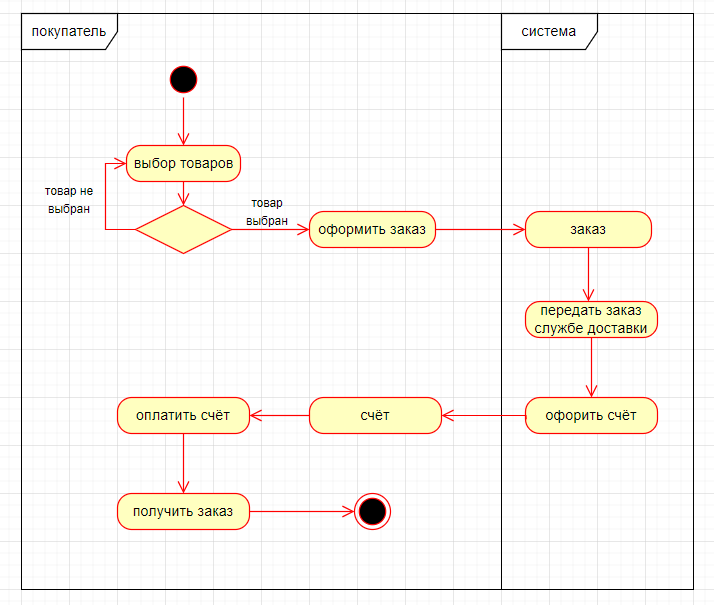 покупатель
система
выбор товаров
товар не
выбран
товар
выбран
оформить заказ
заказ
передать заказ
службе доставки
оплатить счёт
счёт
офорить счёт
получить заказ